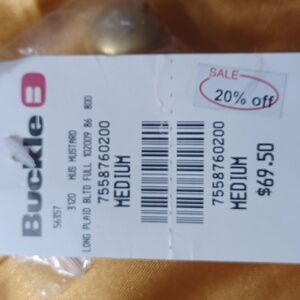 SALE
20% off
Buckle B
56357
3120 MUS MUSTARD
LONG PLAID BLTD FULL 102009 86 800
7558760200
MEDIUM
7558760200
MEDIUM
$69.50